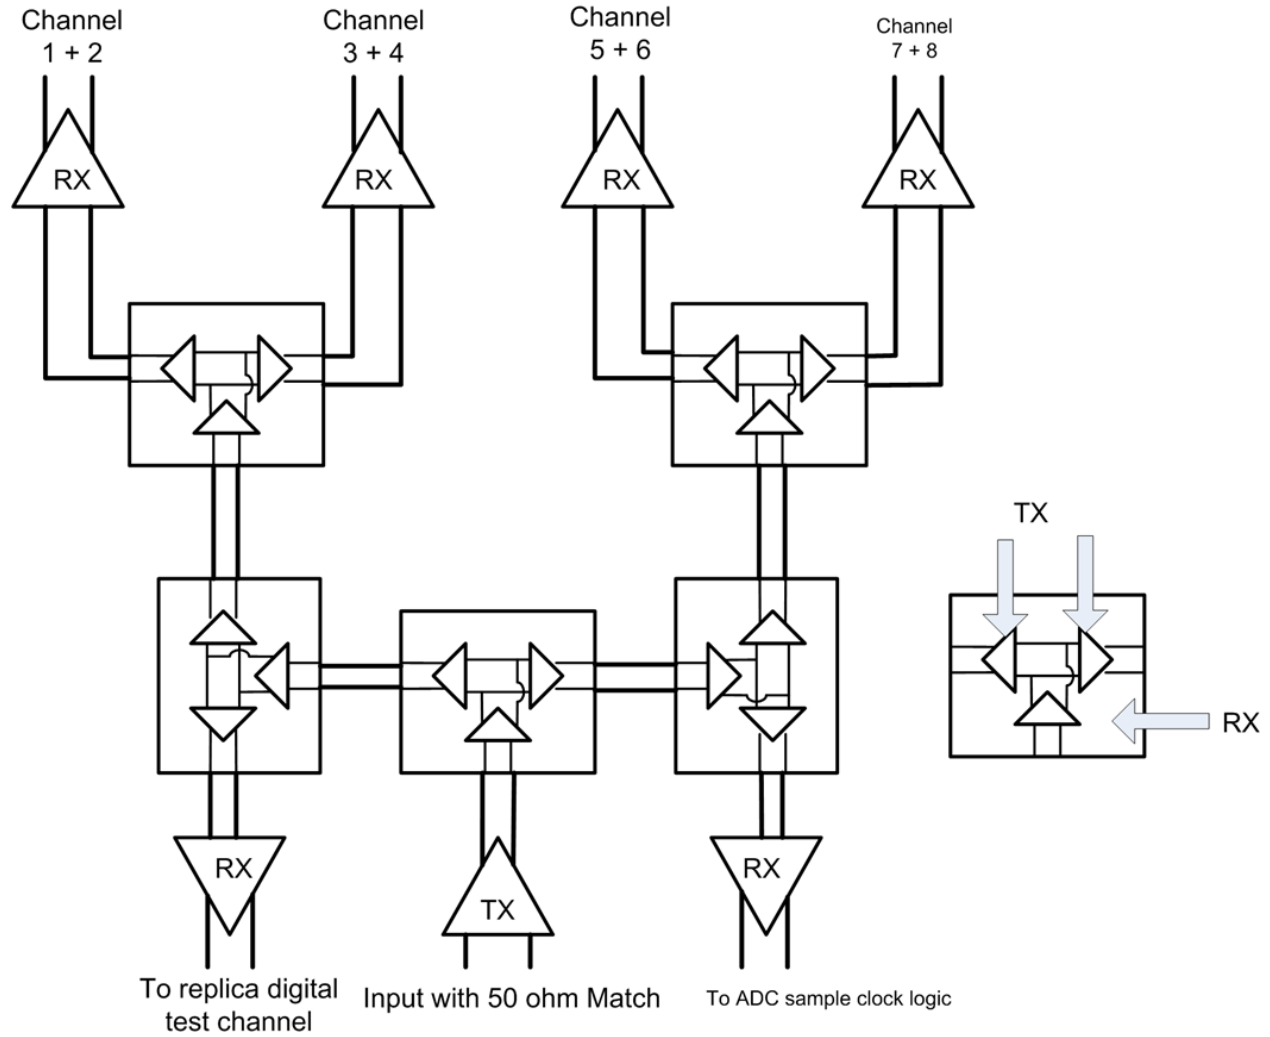 Channel
1 + 2
Channel
3 + 4
Channel
5 + 6
Channel
7 + 8
RX
RX
RX
RX
TX
RX
RX
TX
RX
To replica digital
test channel
Input with 50 ohm Match
To ADC sample clock logic